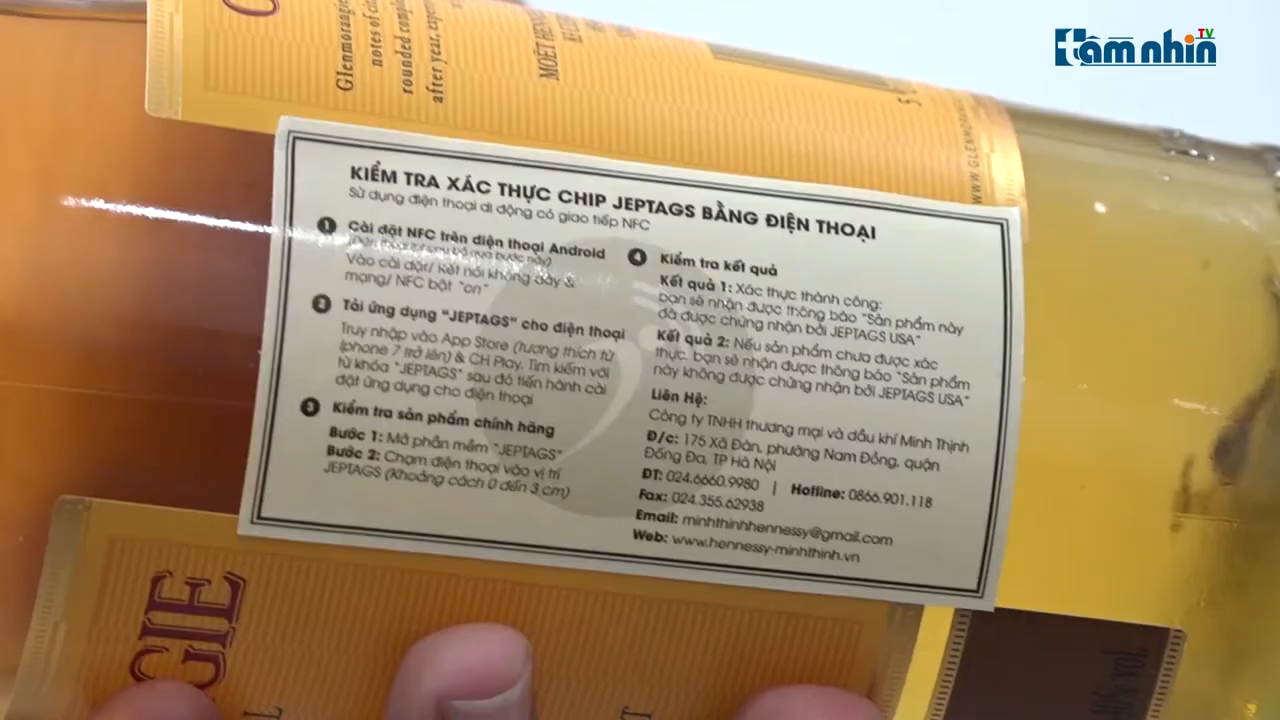 tầm nhìn TV
Glenmorangie
notes of
rounded
after year,
MOËT HENN
KIỂM TRA XÁC THỰC CHIP JEPTAGS BẰNG ĐIỆN THOẠI
Sử dụng điện thoại di động có giao tiếp NFC
1 Cài đặt NFC trên điện thoại Android
Vào cài đặt/ Kết nối không dây &
mạng/ NFC bật "on"
2 Tải ứng dụng "JEPTAGS" cho điện thoại
Truy nhập vào App Store (tương thích từ
Iphone 7 trở lên) & CH Play. Tìm kiếm với
từ khóa "JEPTAGS" sau đó tiến hành cài
đặt ứng dụng cho điện thoại
3 Kiểm tra sản phẩm chính hãng
Bước 1: Mở phần mềm "JEPTAGS"
Bước 2: Chạm điện thoại vào vị trí
JEPTAGS (Khoảng cách 0 đến 3 cm)
4 Kiểm tra kết quả
Kết quả 1: Xác thực thành công:
bạn sẽ nhận được thông báo "Sản phẩm này
đã được chứng nhận bởi JEPTAGS USA"
Kết quả 2: Nếu sản phẩm chưa được xác
thực, bạn sẽ nhận được thông báo "Sản phẩm
này không được chứng nhận bởi JEPTAGS USA"
Liên Hệ:
Công ty TNHH thương mại và dầu khí Minh Thịnh
Đ/c: 175 Xã Đàn, phường Nam Đồng, quận
Đống Đa, TP Hà Nội
ĐT: 024.6660.9980 | Hotline: 0866.901.118
Fax: 024.355.62938
Email: minhthinhhennessy@gmail.com
Web: www.hennessy-minhthinh.vn
GIE